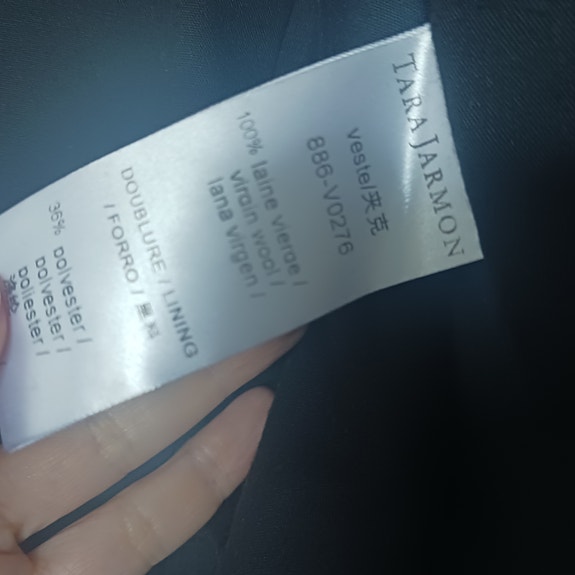 TARA JARMON
veste/夹克
886-V0276
100% laine vierge /
virgin wool /
lana virgen /
DOUBLURE / LINING
/ FORRO / 里料
36% polyester /
polyester /
poliester /